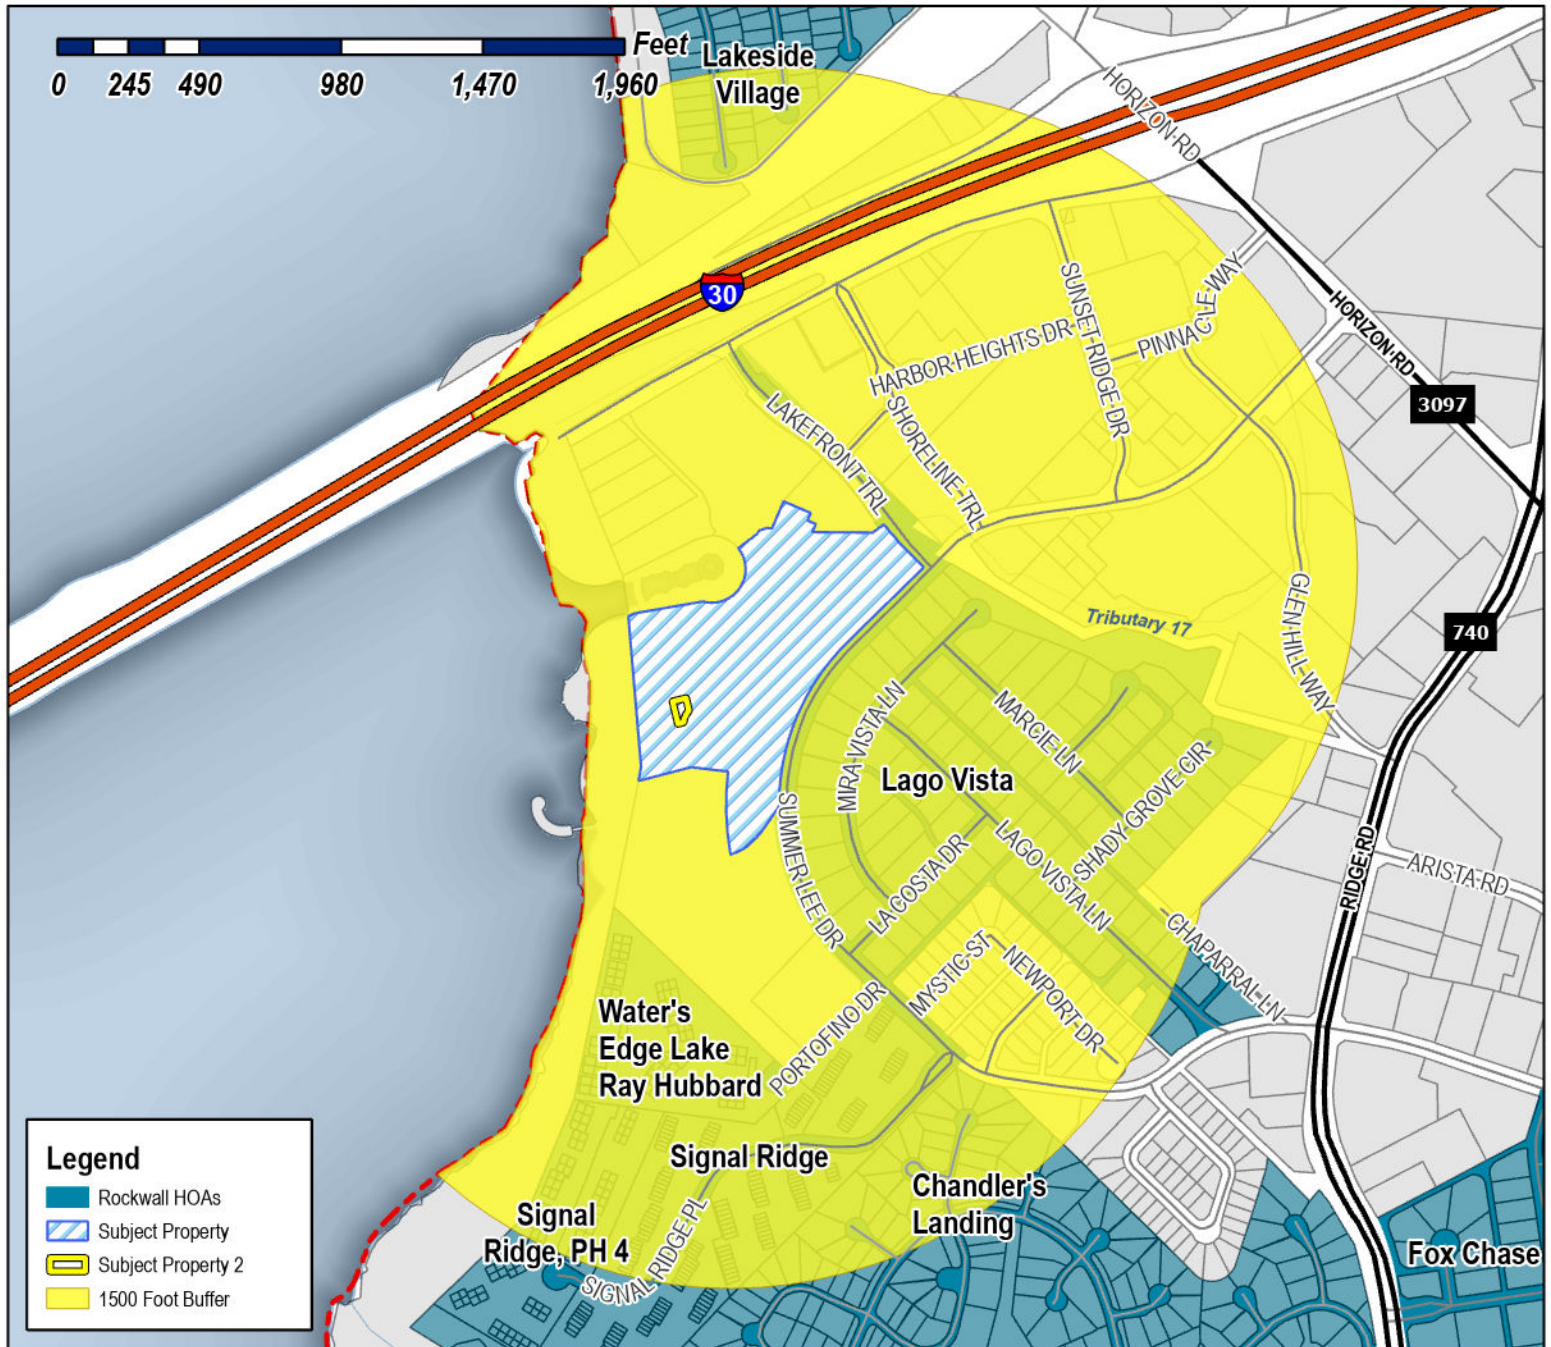 Feet
0 245 490 980 1,470 1,960
Lakeside
Village
HORIZON RD
30
SUNSET RIDGE DR
PINNACLE WAY
HORIZON RD
HARBOR HEIGHTS DR
3097
LAKEFRONT TRL
SHORELINE TRL
GLEN HILL WAY
Tributary 17
740
MIRA VISTA LN
MARCIE LN
Lago Vista
SHADY GROVE CIR
SUMMER LEE DR
LA COSTA DR
LAGO VISTA LN
RIDGE RD
ARISTA RD
CHAPARRAL LN
MYSTIC ST
NEWPORT DR
Water's
Edge Lake
Ray Hubbard
PORTOFINO DR
Signal Ridge
Chandler's
Landing
Signal
Ridge, PH 4
SIGNAL RIDGE PL
Fox Chase
Legend
Rockwall HOAs
Subject Property
Subject Property 2
1500 Foot Buffer